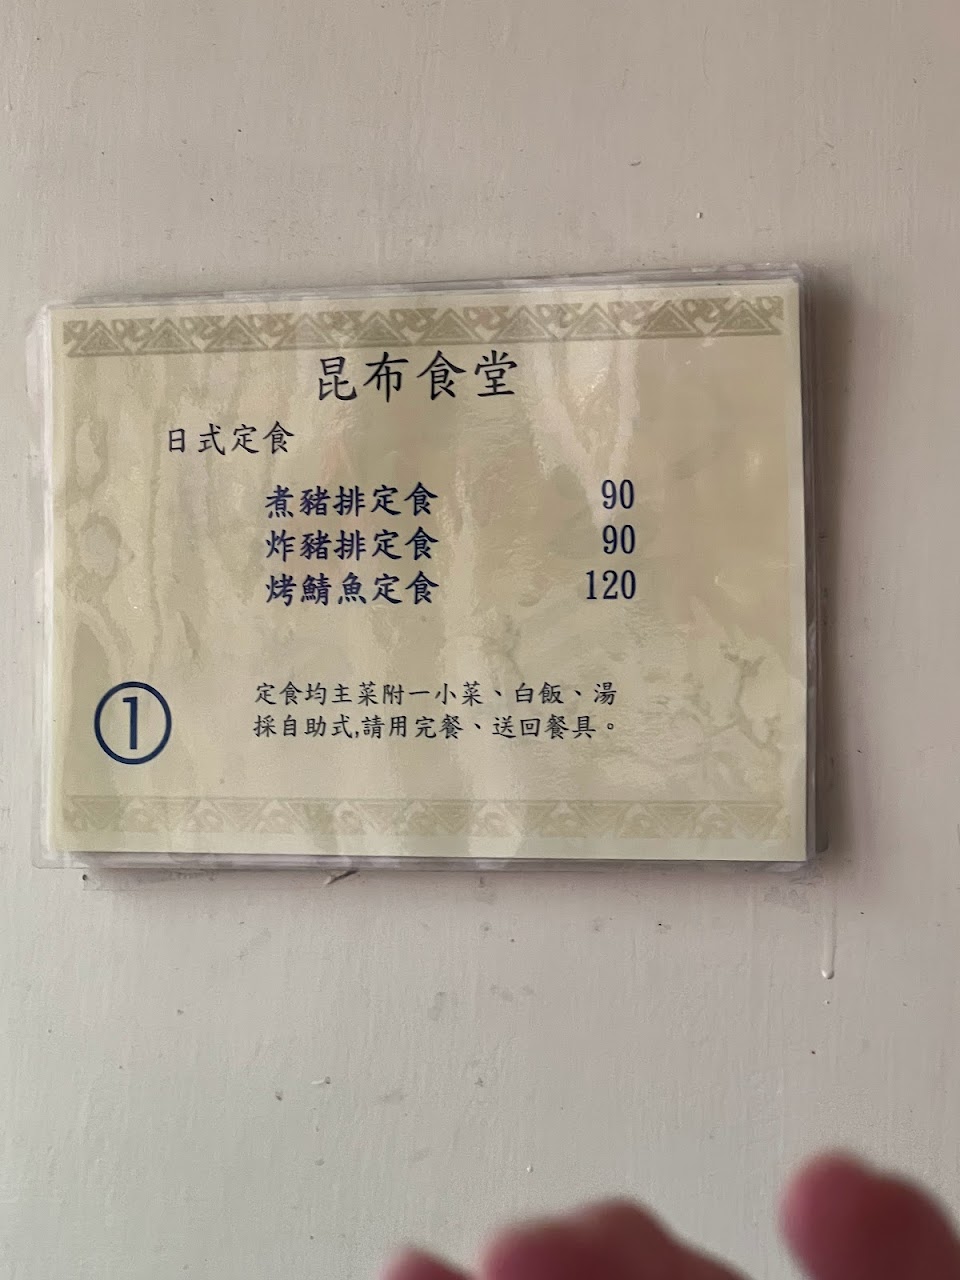 昆布食堂
日式定食
煮豬排定食 90
炸豬排定食 90
烤鯖魚定食 120
定食均主菜附一小菜、白飯、湯
採自助式,請用完餐、送回餐具。
①